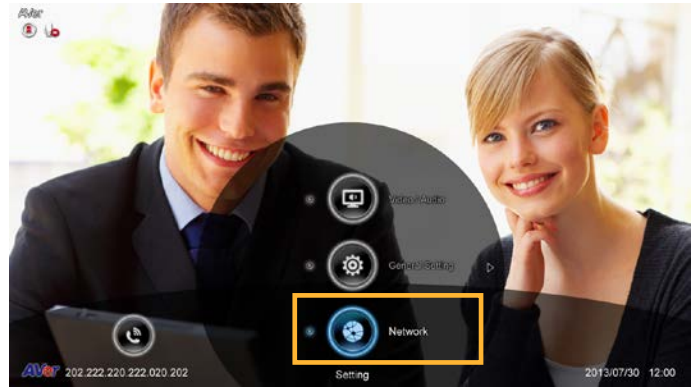 AVer
Video / Audio
General Setting
Network
AVer 202.222.220.222.020.202
Setting
2013/07/30 12:00